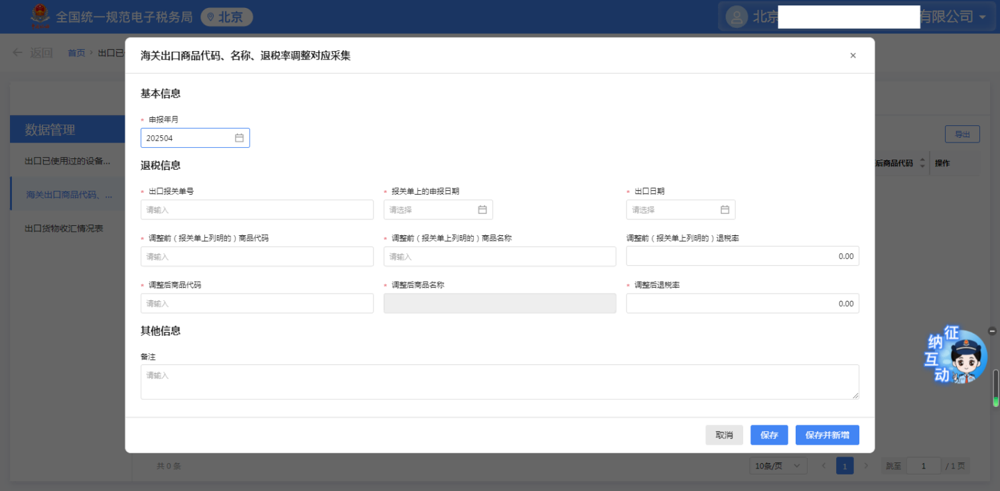 全国统一规范电子税务局 北京 北京 有限公司
返回 首页 › 出口已
海关出口商品代码、名称、退税率调整对应采集 ×
基本信息
* 申报年月
数据管理
202504
导出
出口已使用过的设备...
后商品代码 操作
退税信息
海关出口商品代码、...
* 出口报关单号 * 报关单上的申报日期 * 出口日期
请输入 请选择 请选择
出口货物收汇情况表
* 调整前(报关单上列明的)商品代码 * 调整前(报关单上列明的)商品名称 调整前(报关单上列明的)退税率
请输入 请输入 0.00
* 调整后商品代码 * 调整后商品名称 * 调整后退税率
请输入 0.00
其他信息
征纳互动
备注
请输入
取消 保存 保存并新增
共 0 条 10条/页 < 1 > 跳至 1 / 1 页